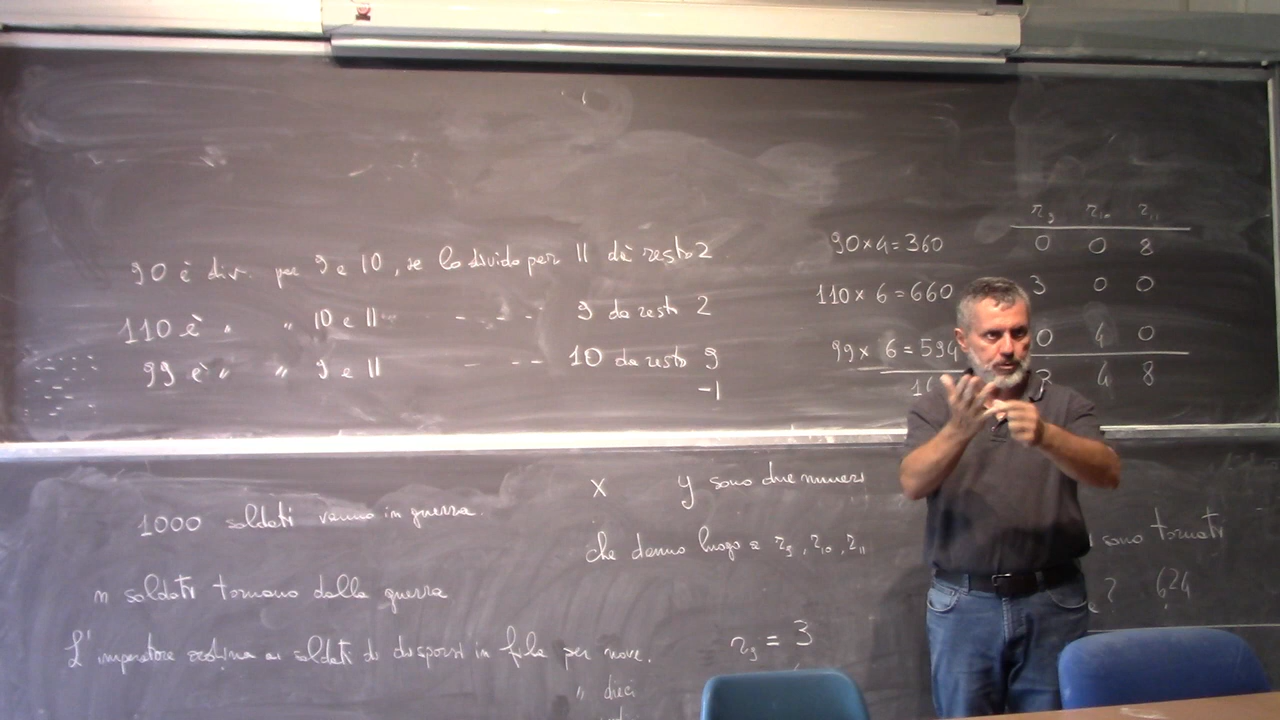 90 è div. per 9 e 10, se lo divido per 11 dà resto 2
110 è " " 10 e 11 - - - - 9 da resto 2
99 è " " 9 e 11 - - - 10 da resto 9
-1
r9 r10 r11
90×4=360 0 0 8
110×6=660 3 0 0
99×6=594 0 4 0
3 4 8
1000 soldati vanno in guerra.
n soldati tornano dalla guerra
L'imperatore ordina ai soldati di disporsi in fila per nove.
" dieci
x y sono due numeri
che danno luogo a r9, r10, r11
r9 = 3
sono tornati
? 624